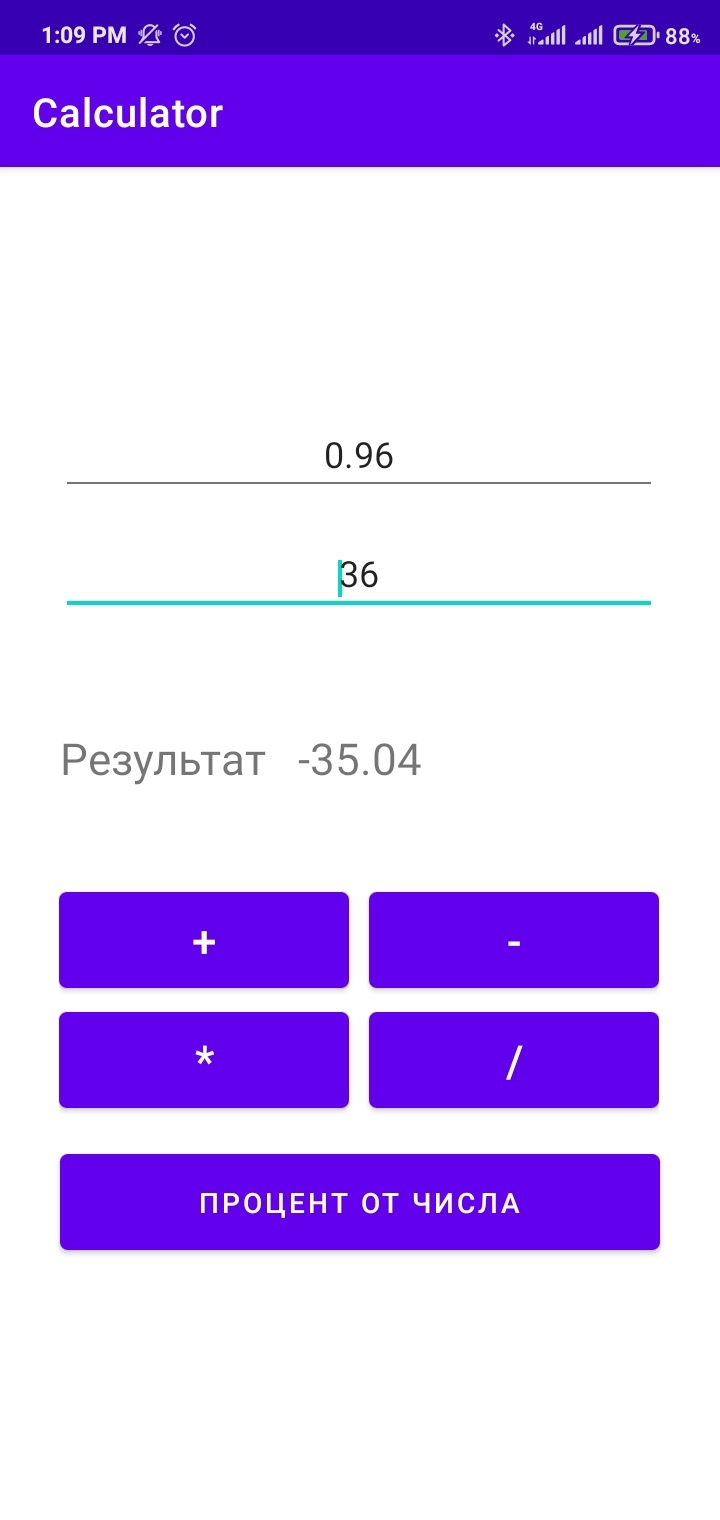 1:09 PM 4G 88%
Calculator
0.96
36
Результат -35.04
+ -
* /
ПРОЦЕНТ ОТ ЧИСЛА